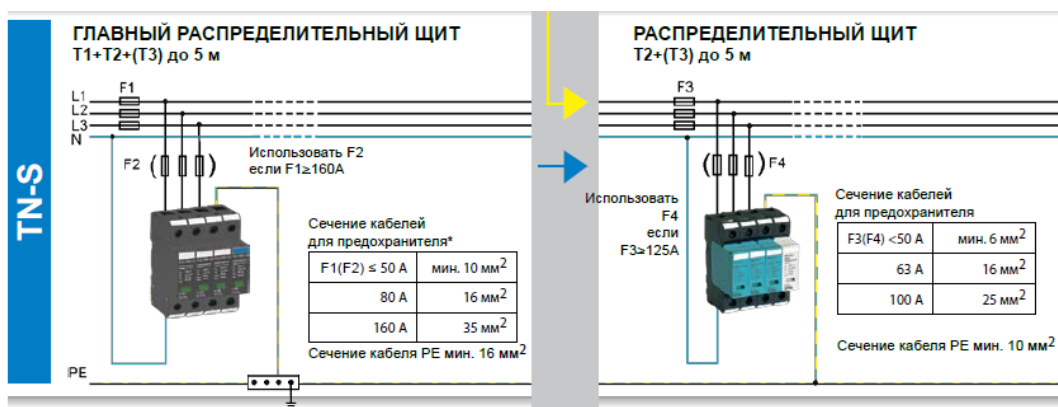 TN-S
ГЛАВНЫЙ РАСПРЕДЕЛИТЕЛЬНЫЙ ЩИТ
T1+T2+(T3) до 5 м
F1
L1
L2
L3
N
F2
Использовать F2
если F1≥160A
Сечение кабелей
для предохранителя*
F1(F2) ≤ 50 A мин. 10 мм²
80 A 16 мм²
160 A 35 мм²
Сечение кабеля PE мин. 16 мм²
PE
РАСПРЕДЕЛИТЕЛЬНЫЙ ЩИТ
T2+(T3) до 5 м
F3
F4
Использовать
F4
если
F3≥125A
Сечение кабелей
для предохранителя
F3(F4) <50 A мин. 6 мм²
63 A 16 мм²
100 A 25 мм²
Сечение кабеля PE мин. 10 мм²